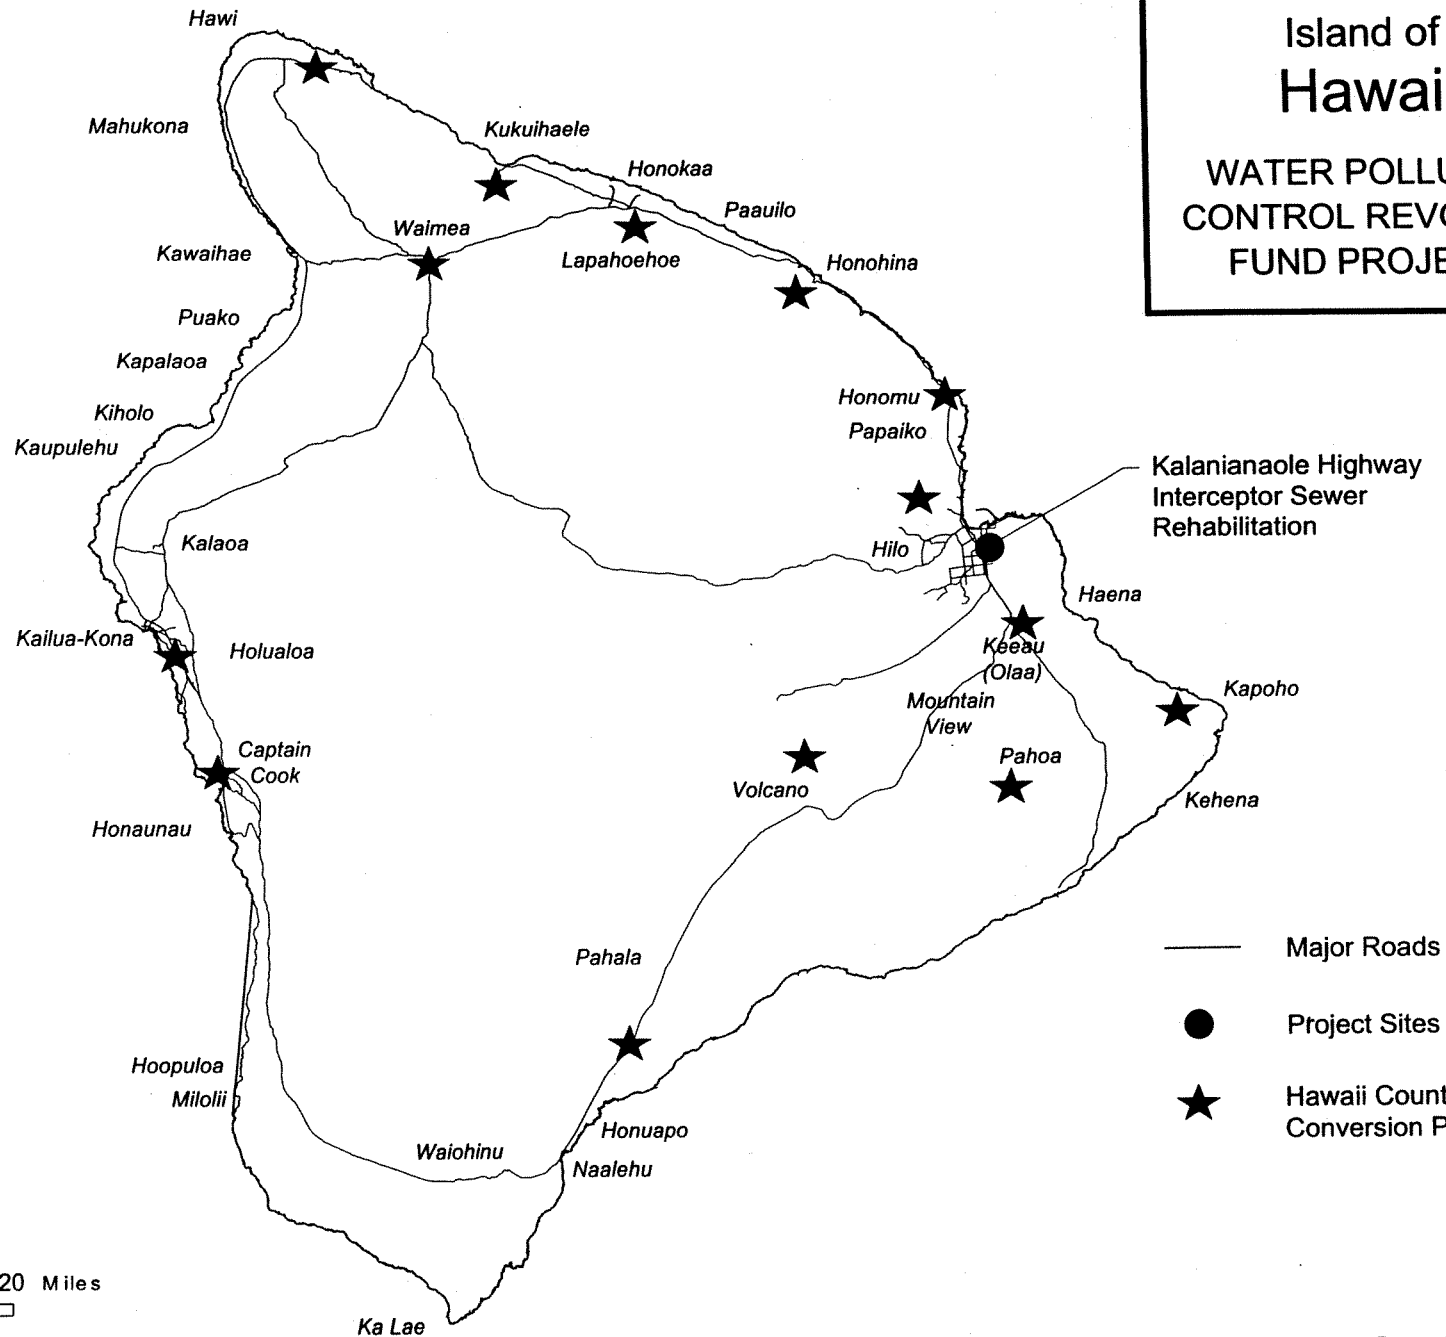 Island of
Hawai
WATER POLLU
CONTROL REVO
FUND PROJE
Hawi
Mahukona
Kukuihaele
Honokaa
Paauilo
Waimea
Kawaihae
Lapahoehoe
Honohina
Puako
Kapalaoa
Kiholo
Honomu
Kaupulehu
Papaiko
Kalanianaole Highway
Interceptor Sewer
Rehabilitation
Kalaoa
Hilo
Haena
Kailua-Kona
Holualoa
Keeau
(Olaa)
Kapoho
Mountain
View
Captain
Cook
Pahoa
Volcano
Kehena
Honaunau
Pahala
Major Roads
Project Sites
Hoopuloa
Milolii
Hawaii Count
Conversion P
Honuapo
Waiohinu
Naalehu
20 Miles
Ka Lae